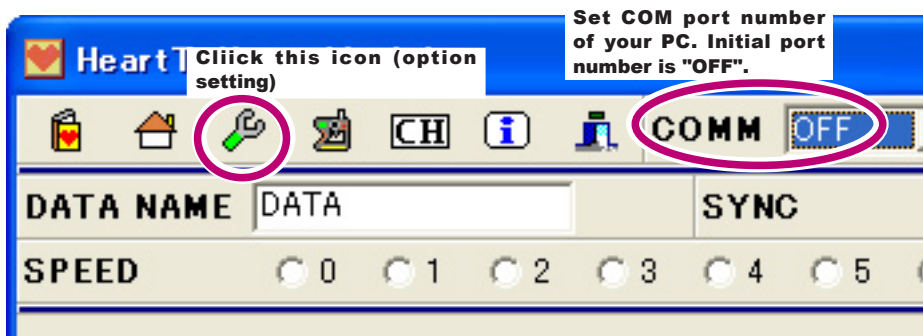 Set COM port number
of your PC. Initial port
number is "OFF".
HeartT
Cliick this icon (option
setting)
CH i COMM OFF
DATA NAME DATA SYNC
SPEED 0 1 2 3 4 5